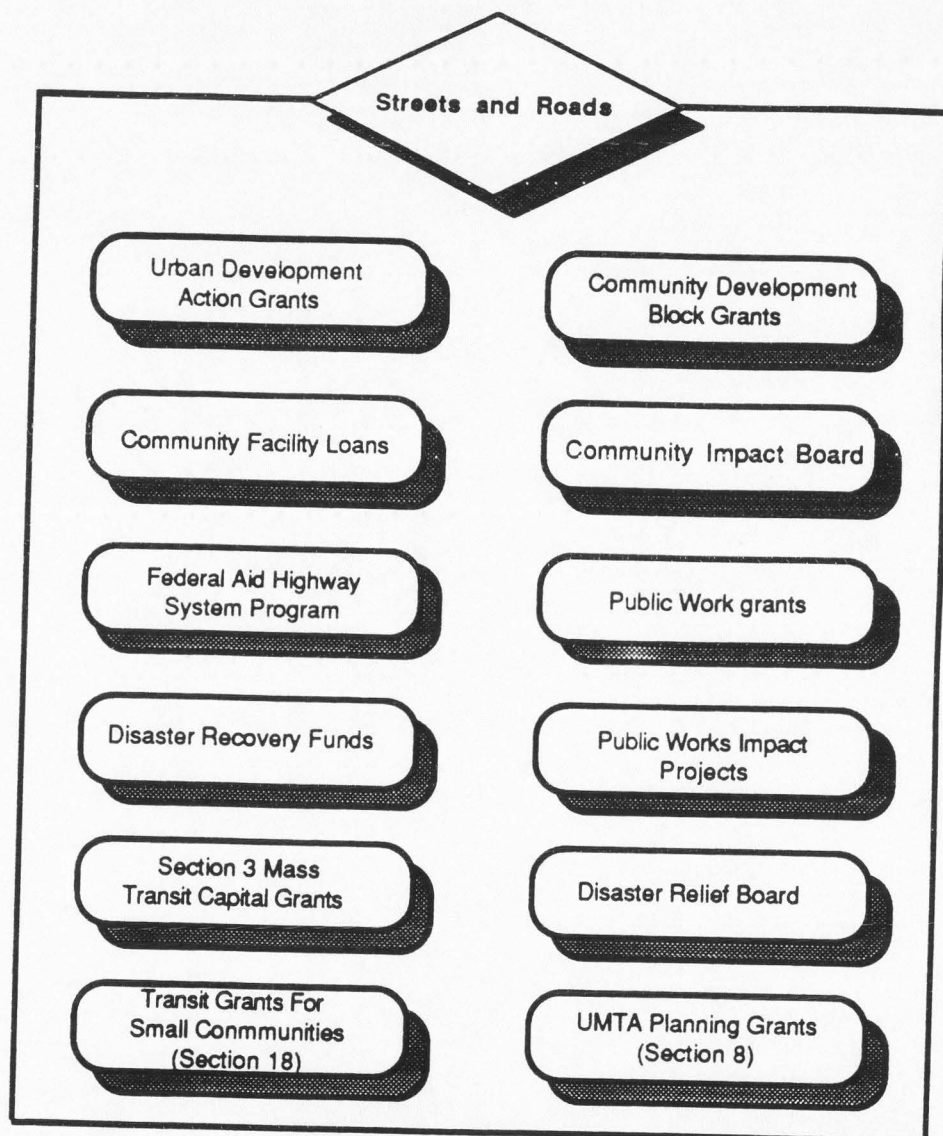 Streets and Roads
Urban Development
Action Grants
Community Development
Block Grants
Community Facility Loans
Community Impact Board
Federal Aid Highway
System Program
Public Work grants
Disaster Recovery Funds
Public Works Impact
Projects
Section 3 Mass
Transit Capital Grants
Disaster Relief Board
Transit Grants For
Small Conmmunities
(Section 18)
UMTA Planning Grants
(Section 8)